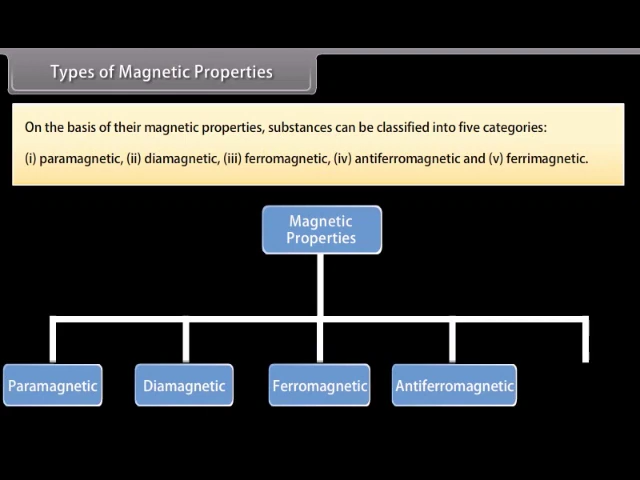 Types of Magnetic Properties
On the basis of their magnetic properties, substances can be classified into five categories:
(i) paramagnetic, (ii) diamagnetic, (iii) ferromagnetic, (iv) antiferromagnetic and (v) ferrimagnetic.
Magnetic
Properties
Paramagnetic
Diamagnetic
Ferromagnetic
Antiferromagnetic